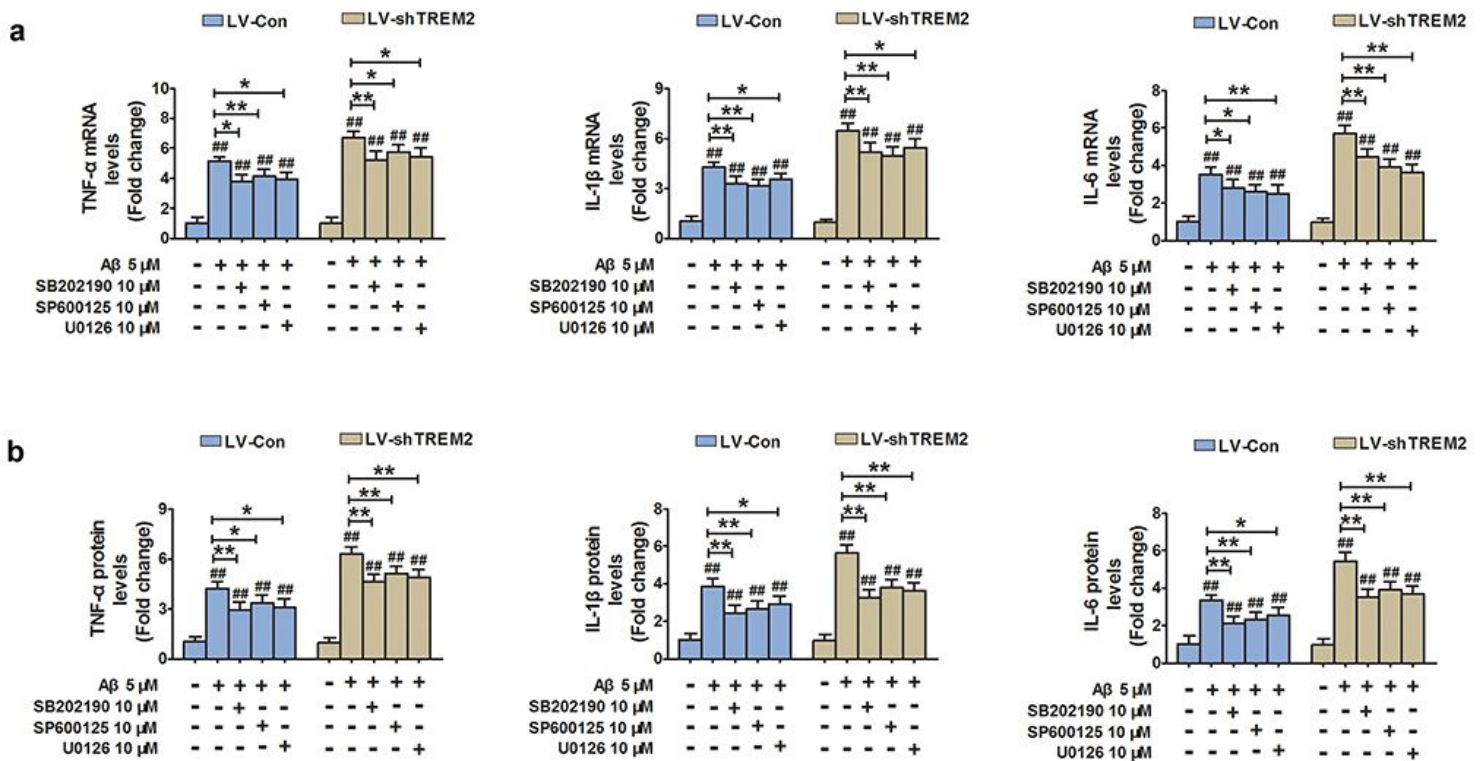 a
LV-Con LV-shTREM2
TNF-α mRNA
levels
(Fold change)
10
8
6
4
2
0
* ** * ** * *
## ## ## ## ## ## ## ##
Aβ 5 µM - + + + + - + + + +
SB202190 10 µM - - + - - - - + - -
SP600125 10 µM - - - + - - - - + -
U0126 10 µM - - - - + - - - - +
LV-Con LV-shTREM2
IL-1β mRNA
levels
(Fold change)
9
6
3
0
** ** * ** ** *
## ## ## ## ## ## ## ##
Aβ 5 µM - + + + + - + + + +
SB202190 10 µM - - + - - - - + - -
SP600125 10 µM - - - + - - - - + -
U0126 10 µM - - - - + - - - - +
LV-Con LV-shTREM2
IL-6 mRNA
levels
(Fold change)
8
6
4
2
0
* * ** ** ** **
## ## ## ## ## ## ## ##
Aβ 5 µM - + + + + - + + + +
SB202190 10 µM - - + - - - - + - -
SP600125 10 µM - - - + - - - - + -
U0126 10 µM - - - - + - - - - +
b
LV-Con LV-shTREM2
TNF-α protein
levels
(Fold change)
9
6
3
0
** * * ** ** **
## ## ## ## ## ## ## ##
Aβ 5 µM - + + + + - + + + +
SB202190 10 µM - - + - - - - + - -
SP600125 10 µM - - - + - - - - + -
U0126 10 µM - - - - + - - - - +
LV-Con LV-shTREM2
IL-1β protein
levels
(Fold change)
8
6
4
2
0
** ** * ** ** **
## ## ## ## ## ## ## ##
Aβ 5 µM - + + + + - + + + +
SB202190 10 µM - - + - - - - + - -
SP600125 10 µM - - - + - - - - + -
U0126 10 µM - - - - + - - - - +
LV-Con LV-shTREM2
IL-6 protein
levels
(Fold change)
8
6
4
2
0
** ** * ** ** **
## ## ## ## ## ## ## ##
Aβ 5 µM - + + + + - + + + +
SB202190 10 µM - - + - - - - + - -
SP600125 10 µM - - - + - - - - + -
U0126 10 µM - - - - + - - - - +